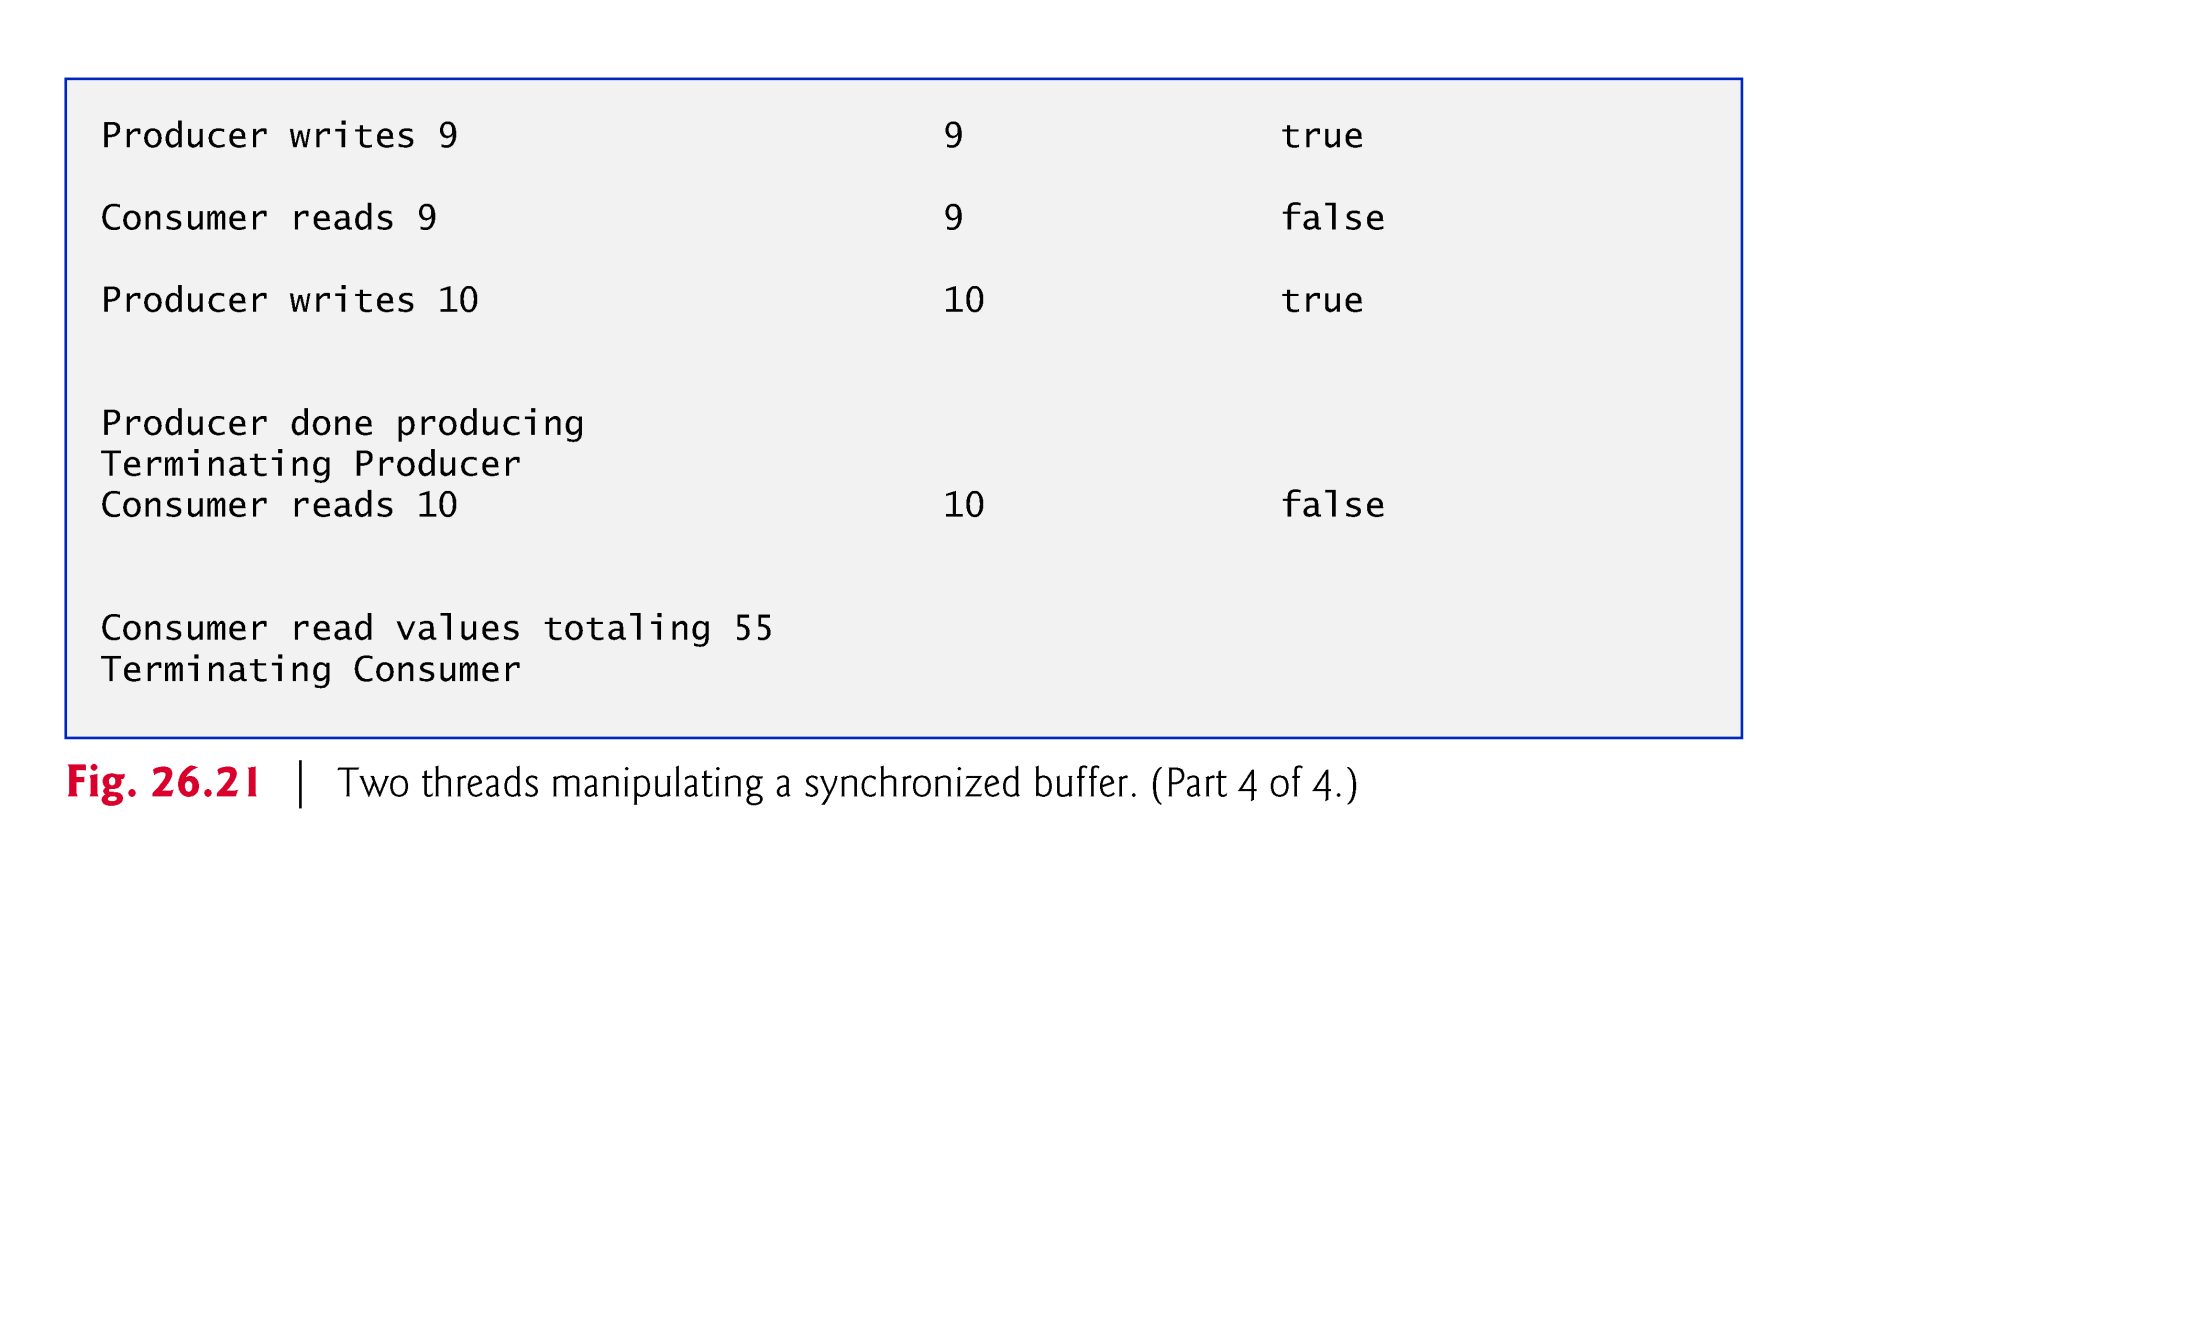 Producer writes 9 9 true
Consumer reads 9 9 false
Producer writes 10 10 true
Producer done producing
Terminating Producer
Consumer reads 10 10 false
Consumer read values totaling 55
Terminating Consumer
Fig. 26.21 | Two threads manipulating a synchronized buffer. (Part 4 of 4.)